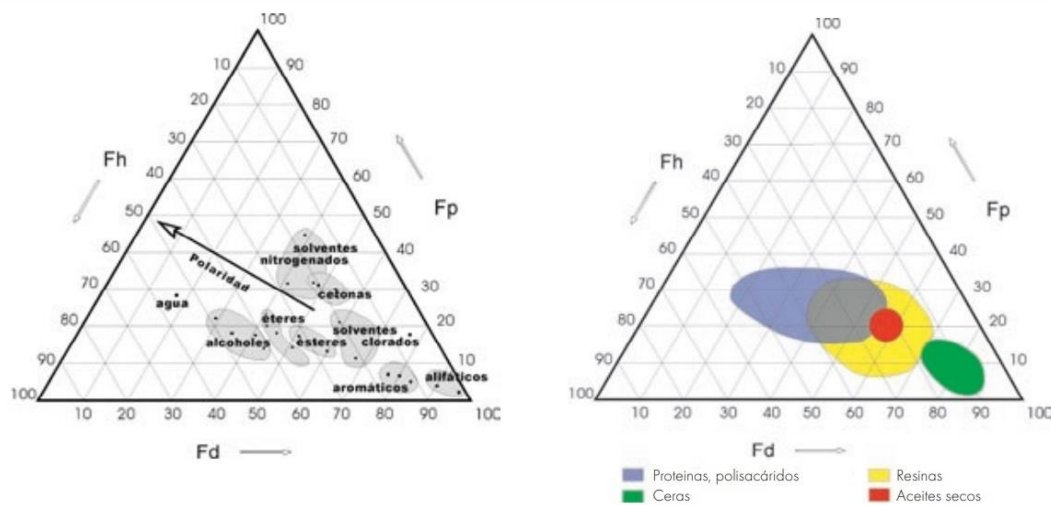 100
10 90
20 80
30 70
Fh
40 60
50 50 Fp
solventes
nitrogenados
60 40
Polaridad
70 30
agua cetonas
éteres
80 solventes 20
alcoholes ésteres clorados
90 10
aromáticos alifáticos
100 10 20 30 40 50 60 70 80 90 100
Fd
100
10 90
20 80
30 70
Fh
40 60
50 50 Fp
60 40
70 30
80 20
90 10
100 10 20 30 40 50 60 70 80 90 100
Fd
Proteinas, polisacáridos
Resinas
Ceras
Aceites secos